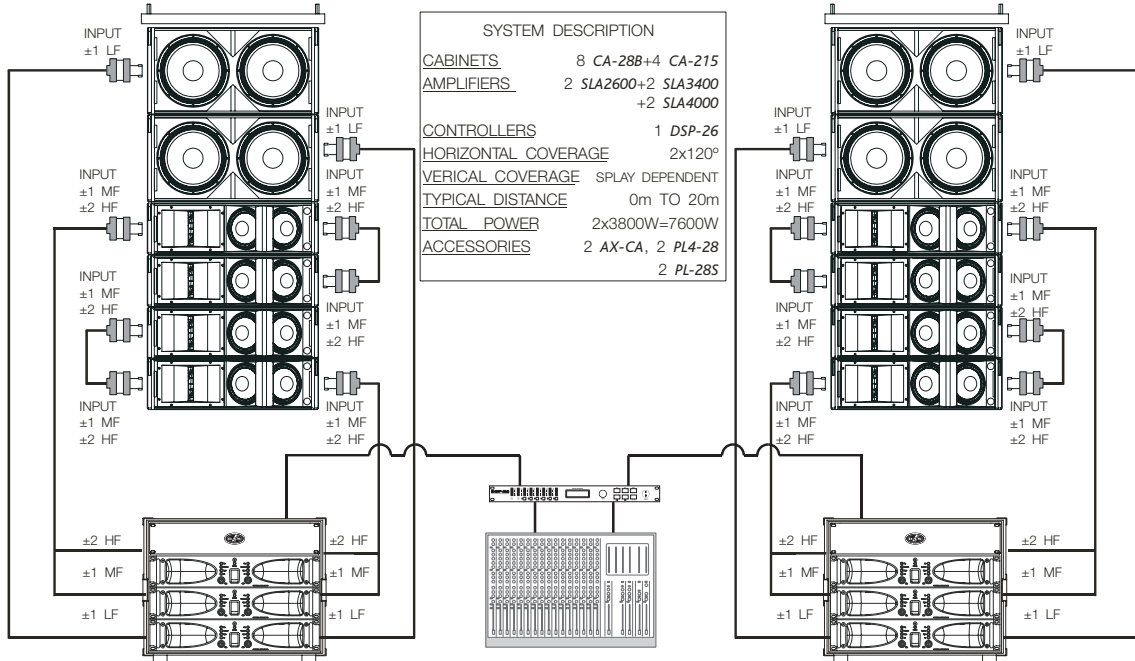 INPUT
±1 LF
INPUT
±1 LF
INPUT
±1 MF
±2 HF
INPUT
±1 MF
±2 HF
INPUT
±1 MF
±2 HF
INPUT
±1 MF
±2 HF
INPUT
±1 MF
±2 HF
INPUT
±1 MF
±2 HF
SYSTEM DESCRIPTION
CABINETS 8 CA-28B+4 CA-215
AMPLIFIERS 2 SLA2600+2 SLA3400
+2 SLA4000
CONTROLLERS 1 DSP-26
HORIZONTAL COVERAGE 2x120º
VERICAL COVERAGE SPLAY DEPENDENT
TYPICAL DISTANCE 0m TO 20m
TOTAL POWER 2x3800W=7600W
ACCESSORIES 2 AX-CA, 2 PL4-28
2 PL-28S
INPUT
±1 LF
INPUT
±1 LF
INPUT
±1 MF
±2 HF
INPUT
±1 MF
±2 HF
INPUT
±1 MF
±2 HF
INPUT
±1 MF
±2 HF
INPUT
±1 MF
±2 HF
INPUT
±1 MF
±2 HF
±2 HF
±1 MF
±1 LF
±2 HF
±1 MF
±1 LF
DSP-26
±2 HF
±1 MF
±1 LF
±2 HF
±1 MF
±1 LF